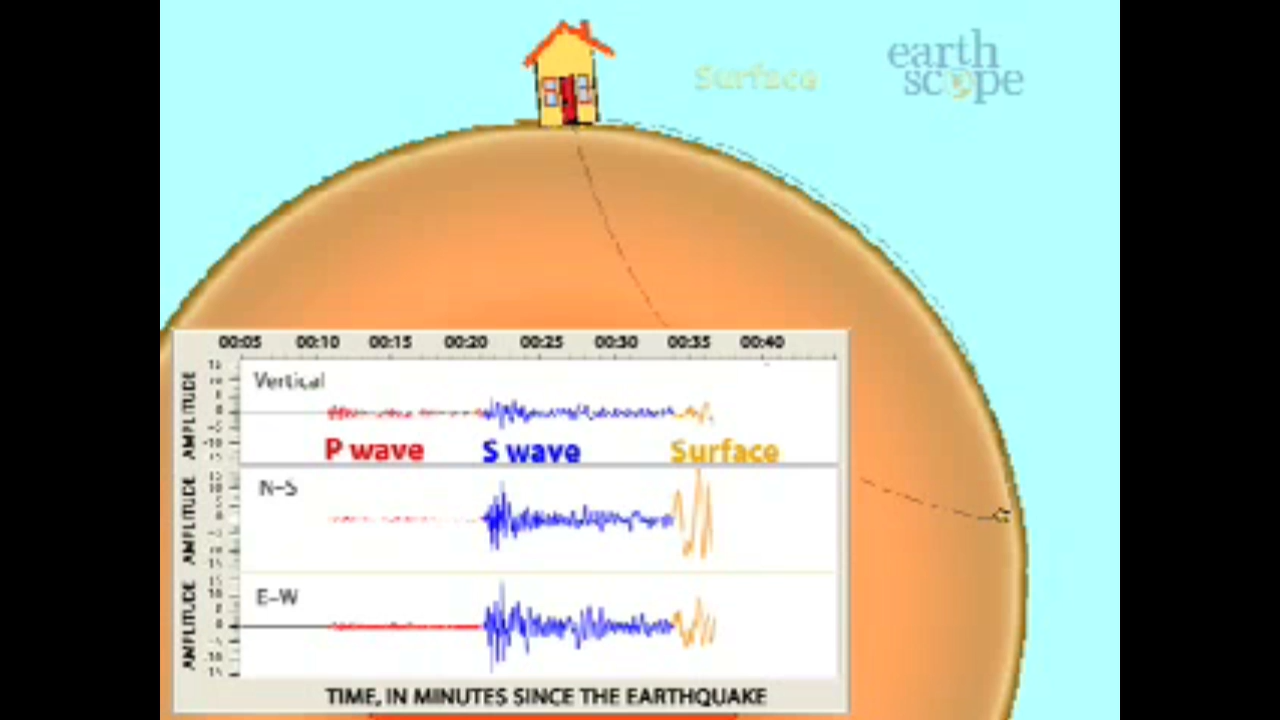 Surface
earth
scope
00:05 00:10 00:15 00:20 00:25 00:30 00:35 00:40
Vertical
AMPLITUDE
P wave S wave Surface
N-S
AMPLITUDE
E-W
AMPLITUDE
TIME, IN MINUTES SINCE THE EARTHQUAKE